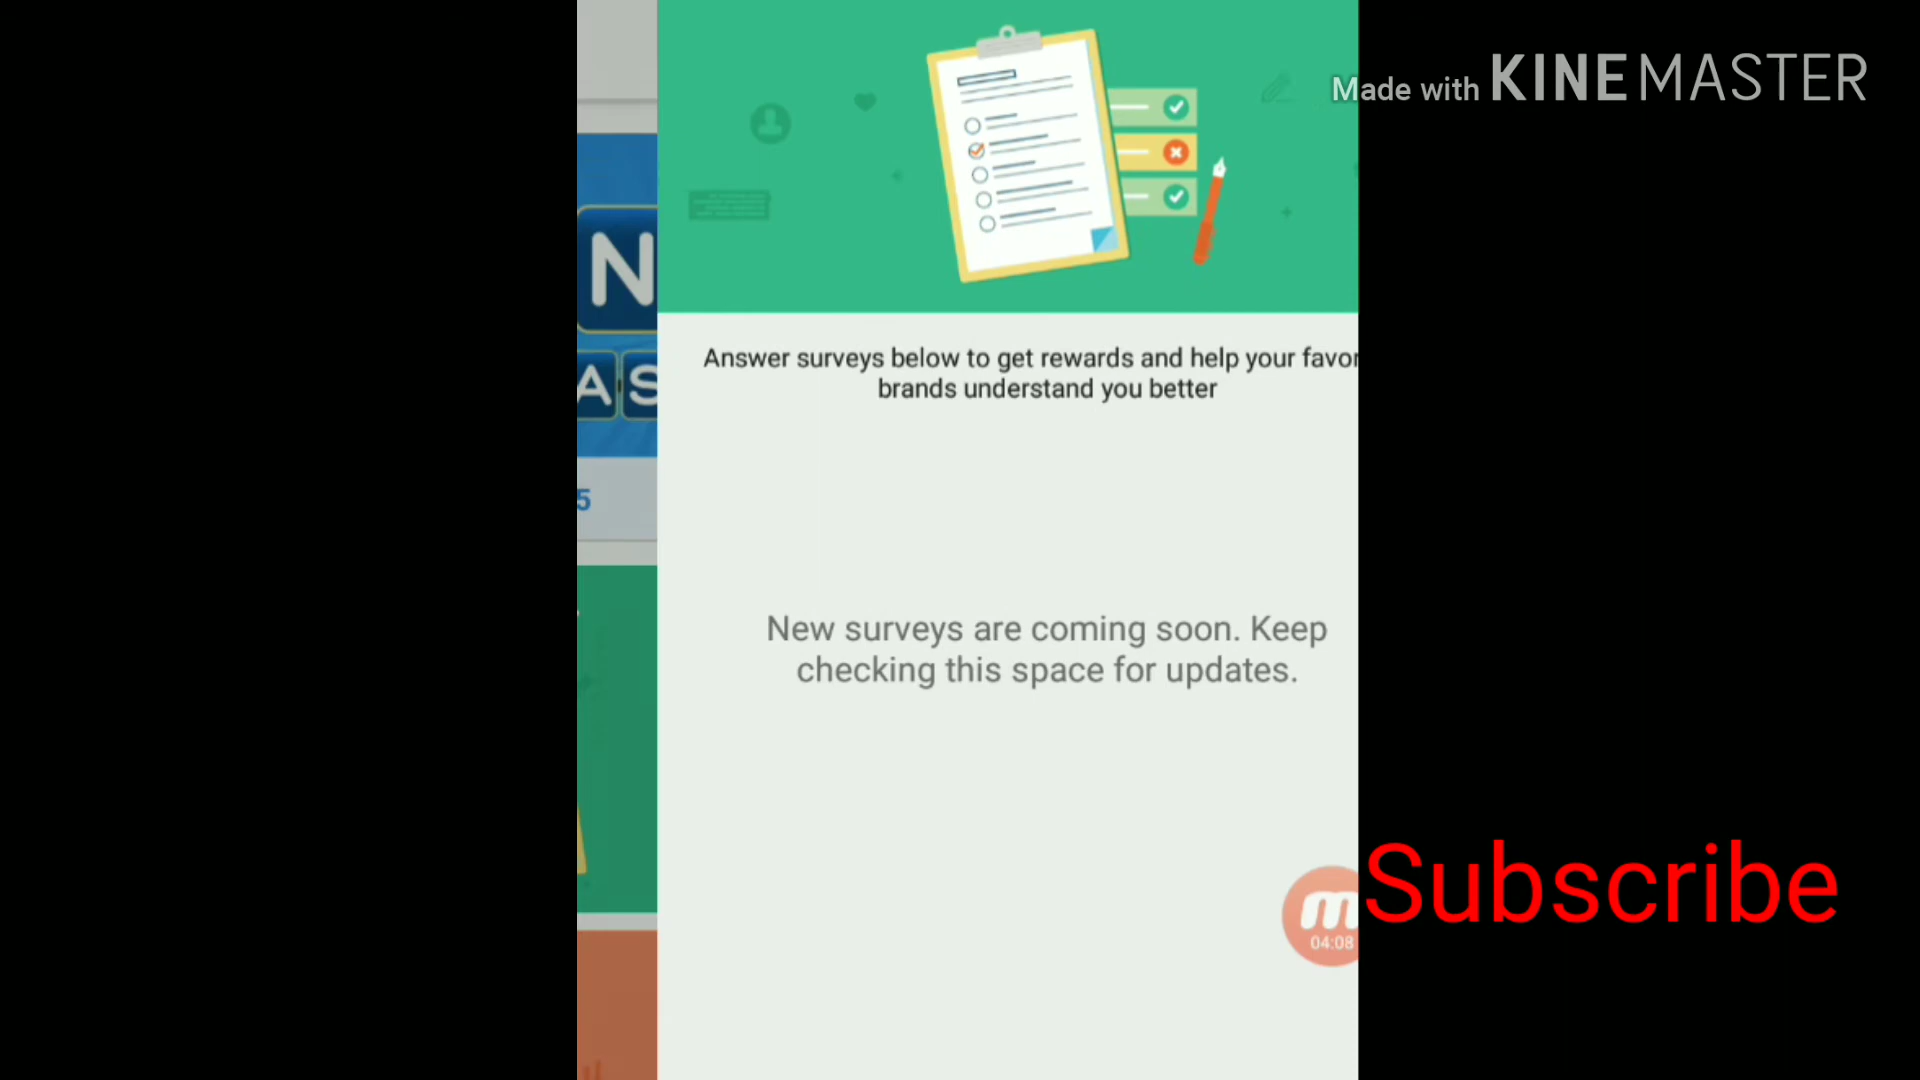 Made with KINEMASTER
N
AS
5
Answer surveys below to get rewards and help your favor
brands understand you better
New surveys are coming soon. Keep
checking this space for updates.
m
04:08
Subscribe